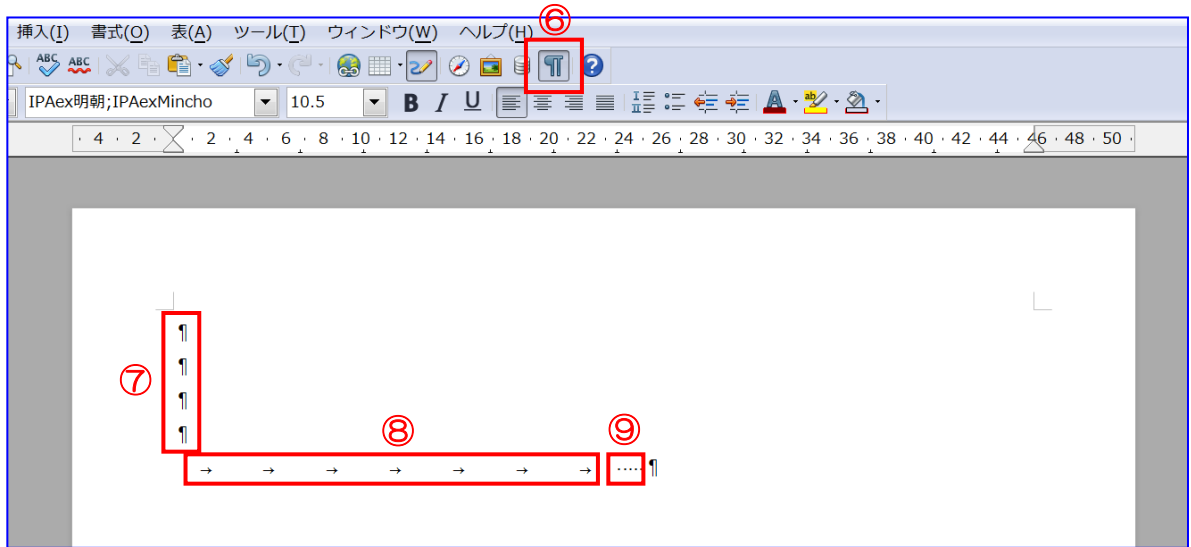 ⑥
挿入(I) 書式(O) 表(A) ツール(T) ウィンドウ(W) ヘルプ(H)
ABC ABC ab
IPAex明朝;IPAexMincho 10.5 B I U A
4 2 2 4 6 8 10 12 14 16 18 20 22 24 26 28 30 32 34 36 38 40 42 44 46 48 50
¶
¶
⑦
¶
¶
⑧ ⑨
→ → → → → → → ····· ¶